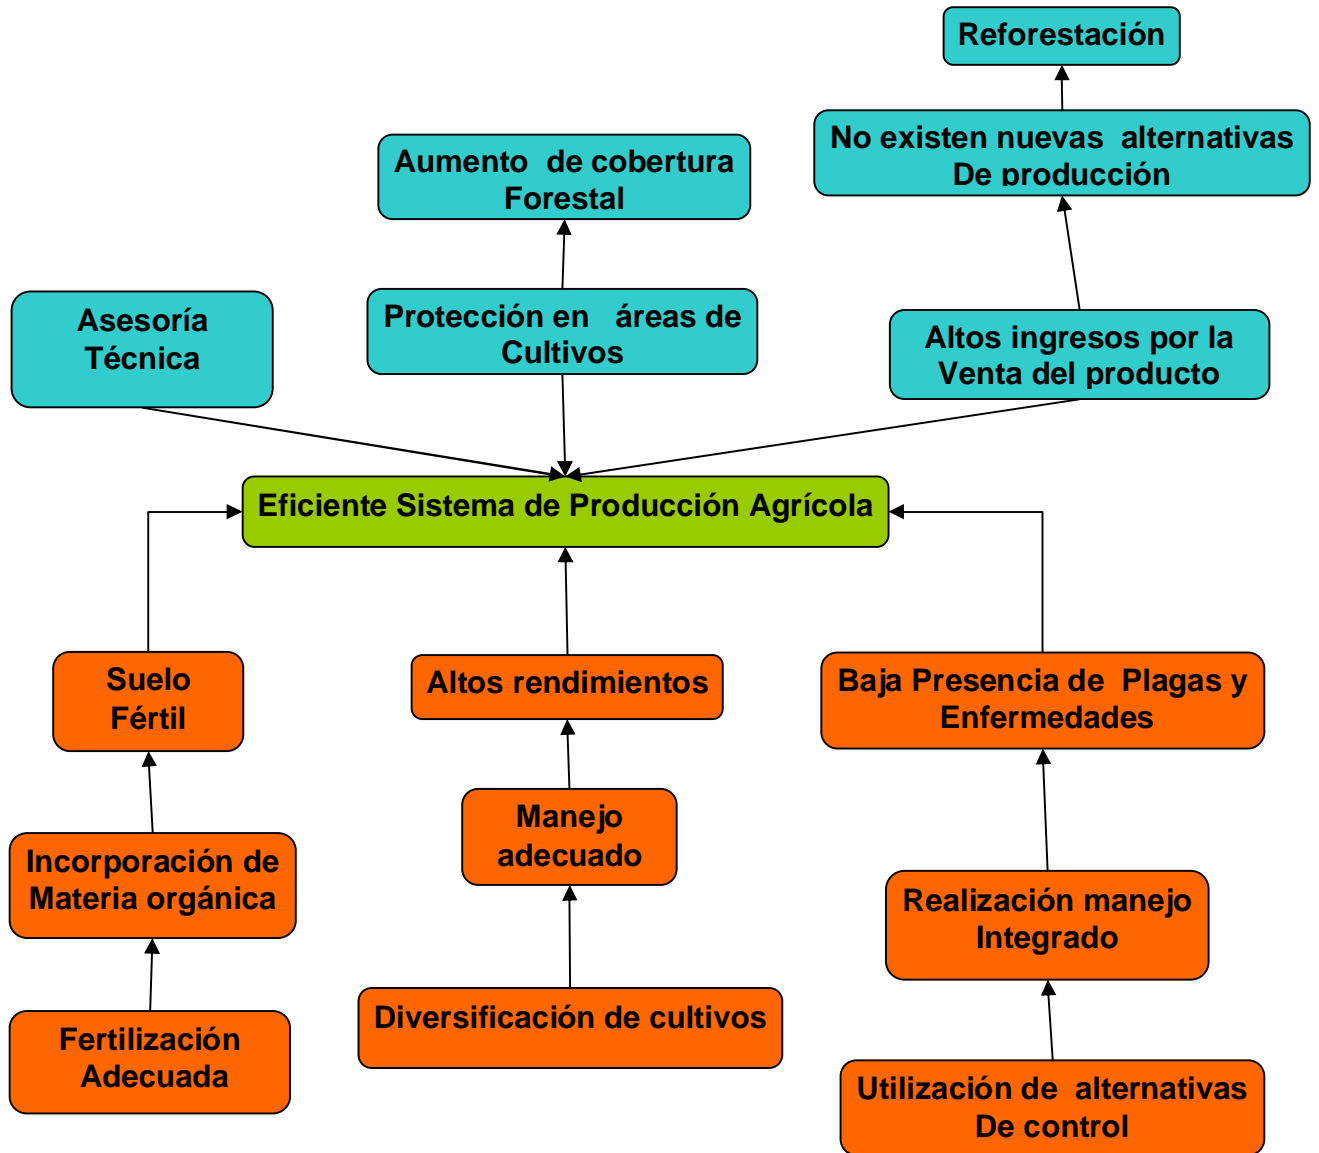 Reforestación
No existen nuevas alternativas
De producción
Aumento de cobertura
Forestal
Asesoría
Técnica
Protección en áreas de
Cultivos
Altos ingresos por la
Venta del producto
Eficiente Sistema de Producción Agrícola
Suelo
Fértil
Altos rendimientos
Baja Presencia de Plagas y
Enfermedades
Incorporación de
Materia orgánica
Manejo
adecuado
Realización manejo
Integrado
Fertilización
Adecuada
Diversificación de cultivos
Utilización de alternativas
De control